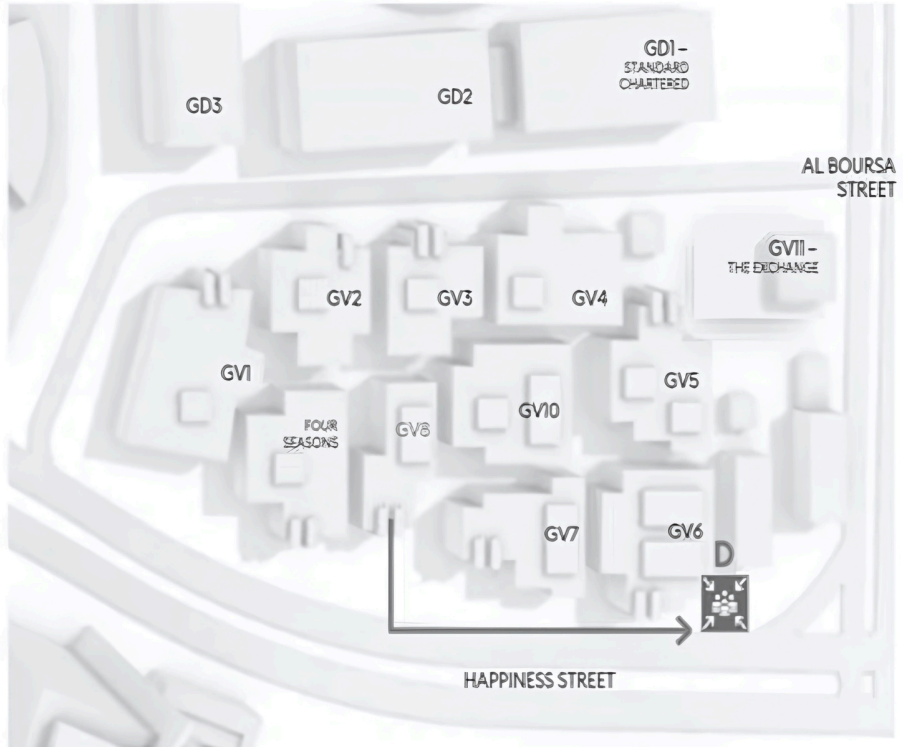 GD1 –
STANDARD
CHARTERED
GD2
GD3
AL BOURSA
STREET
GV11 –
THE EXCHANGE
GV2
GV3
GV4
GV1
GV5
GV10
FOUR
SEASONS
GV8
GV7
GV6
D
HAPPINESS STREET